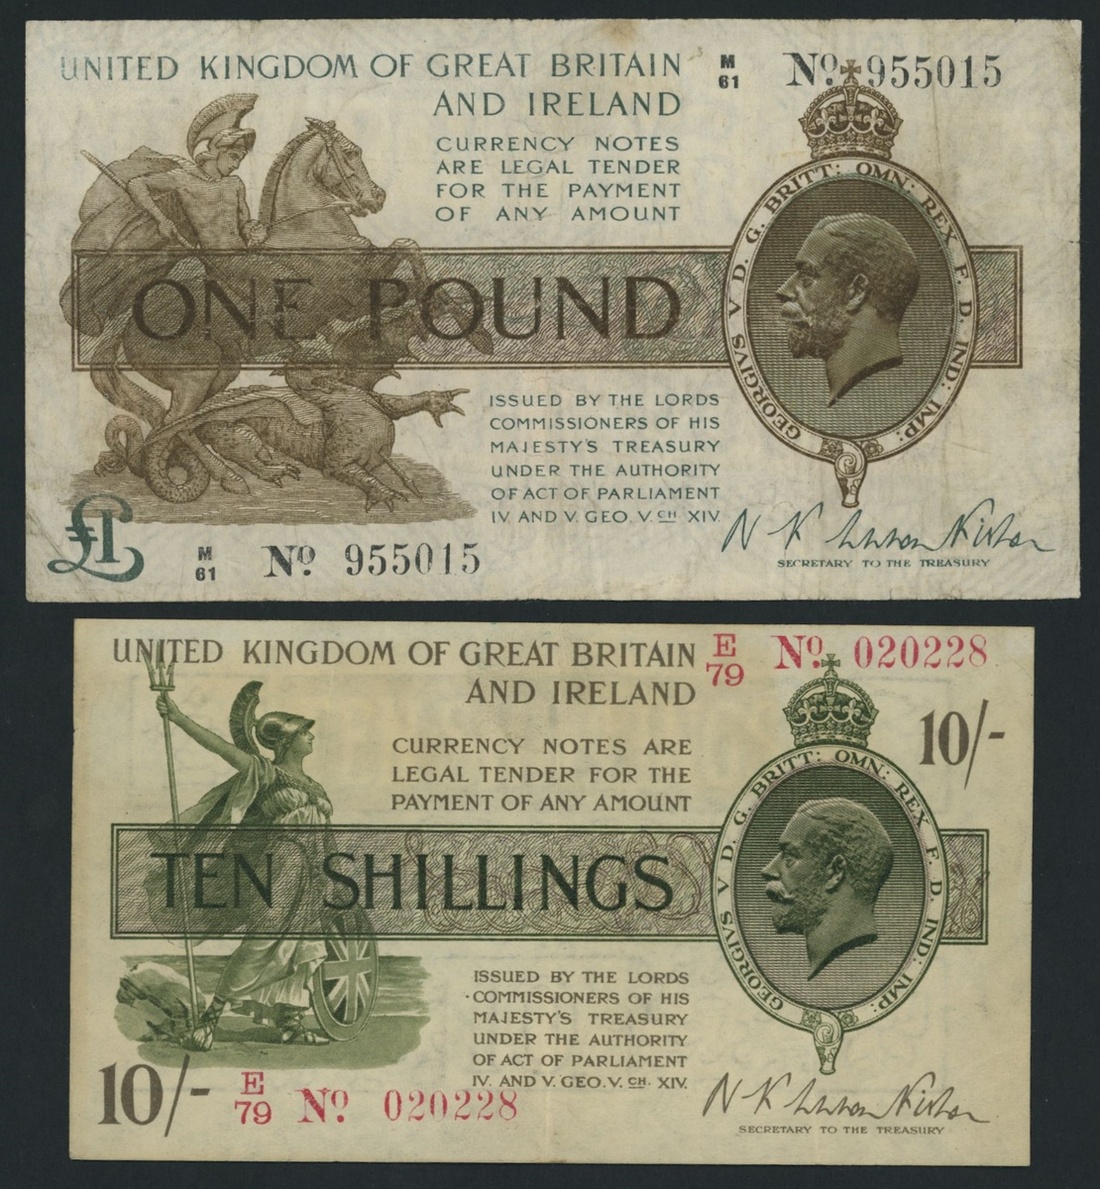 UNITED KINGDOM OF GREAT BRITAIN
AND IRELAND
M
61
Nº 955015
CURRENCY NOTES
ARE LEGAL TENDER
FOR THE PAYMENT
OF ANY AMOUNT
GEORGIVS V D. G. BRITT: OMN: REX F. D. IND: IMP:
ONE POUND
ISSUED BY THE LORDS
COMMISSIONERS OF HIS
MAJESTY'S TREASURY
UNDER THE AUTHORITY
OF ACT OF PARLIAMENT
IV AND V. GEO. V. CH XIV.
£1
M
61
Nº 955015
SECRETARY TO THE TREASURY
UNITED KINGDOM OF GREAT BRITAIN
AND IRELAND
E
79
Nº 020228
10/-
CURRENCY NOTES ARE
LEGAL TENDER FOR THE
PAYMENT OF ANY AMOUNT
GEORGIVS V D. G. BRITT: OMN: REX F. D. IND: IMP:
TEN SHILLINGS
ISSUED BY THE LORDS
COMMISSIONERS OF HIS
MAJESTY'S TREASURY
UNDER THE AUTHORITY
OF ACT OF PARLIAMENT
IV. AND V. GEO. V. CH. XIV.
10/-
E
79
Nº 020228
SECRETARY TO THE TREASURY